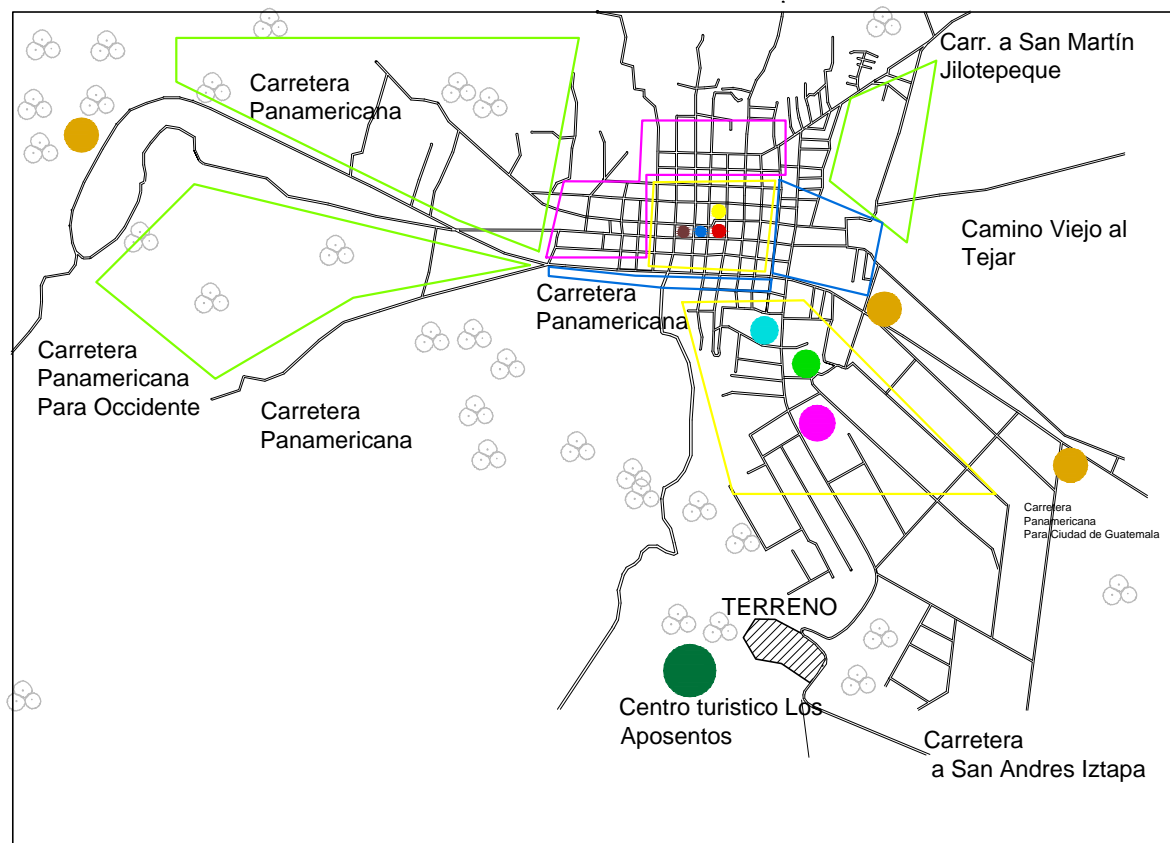 Carr. a San Martín
Jilotepeque
Carretera
Panamericana
Camino Viejo al
Tejar
Carretera
Panamericana
Carretera
Panamericana
Para Occidente
Carretera
Panamericana
Carretera
Panamericana
Para Ciudad de Guatemala
TERRENO
Centro turistico Los
Aposentos
Carretera
a San Andres Iztapa